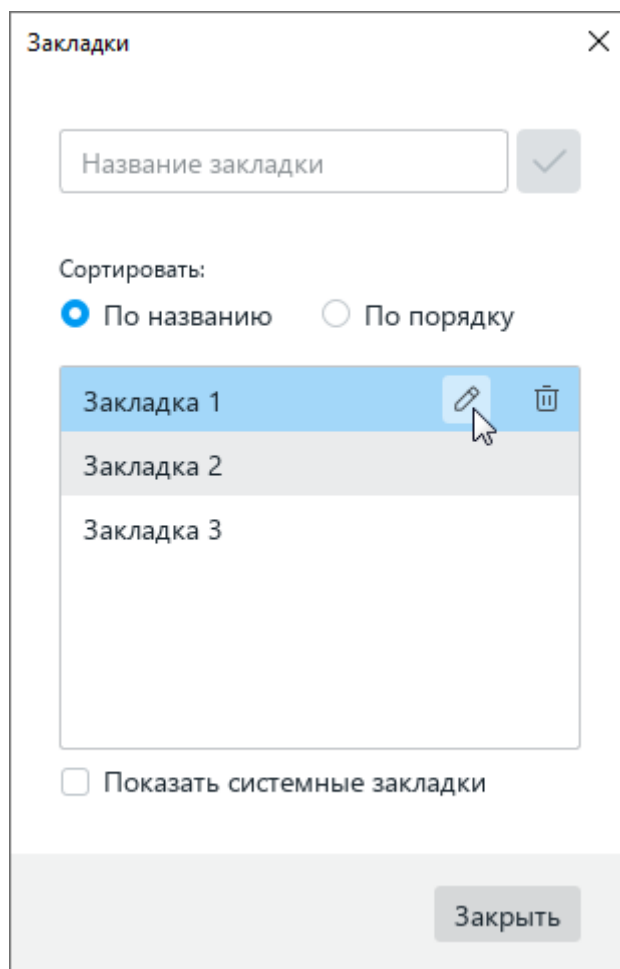 Закладки
Название закладки
Сортировать:
По названию По порядку
Закладка 1
Закладка 2
Закладка 3
Показать системные закладки
Закрыть